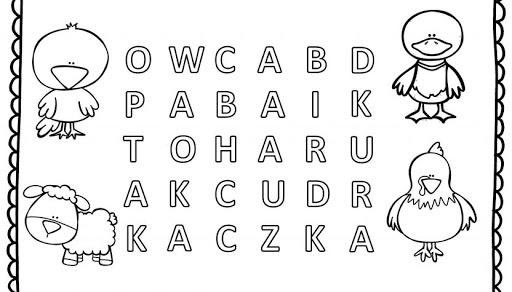 O W C A B D
P A B A I K
T O H A R U
A K C U D R
K A C Z K A